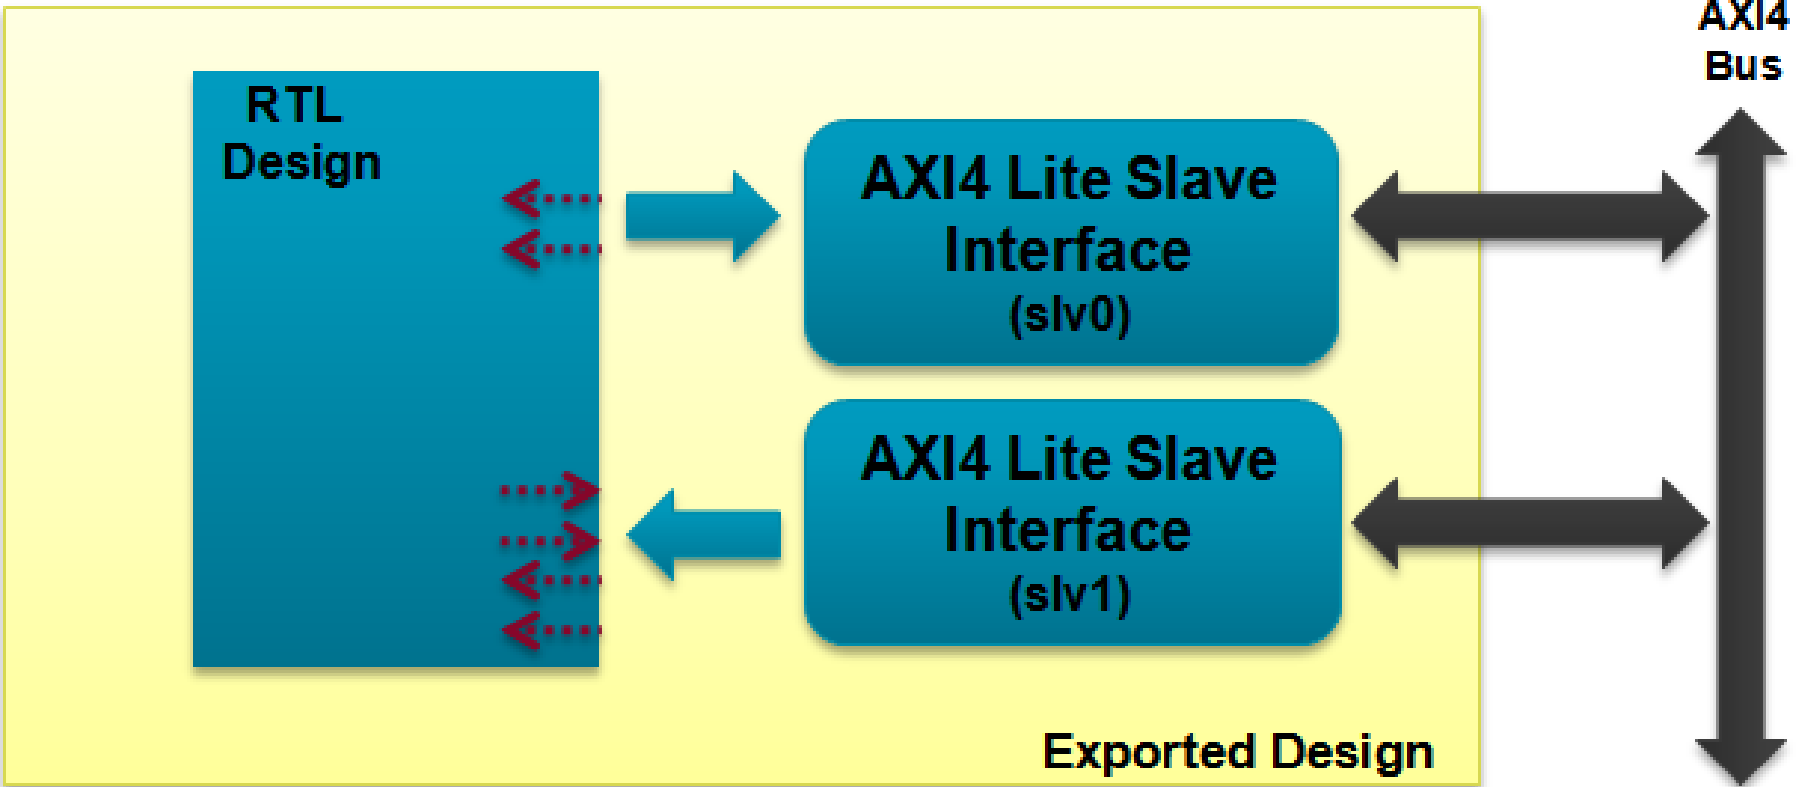 AXI4
Bus
RTL
Design
AXI4 Lite Slave
Interface
(slv0)
AXI4 Lite Slave
Interface
(slv1)
Exported Design